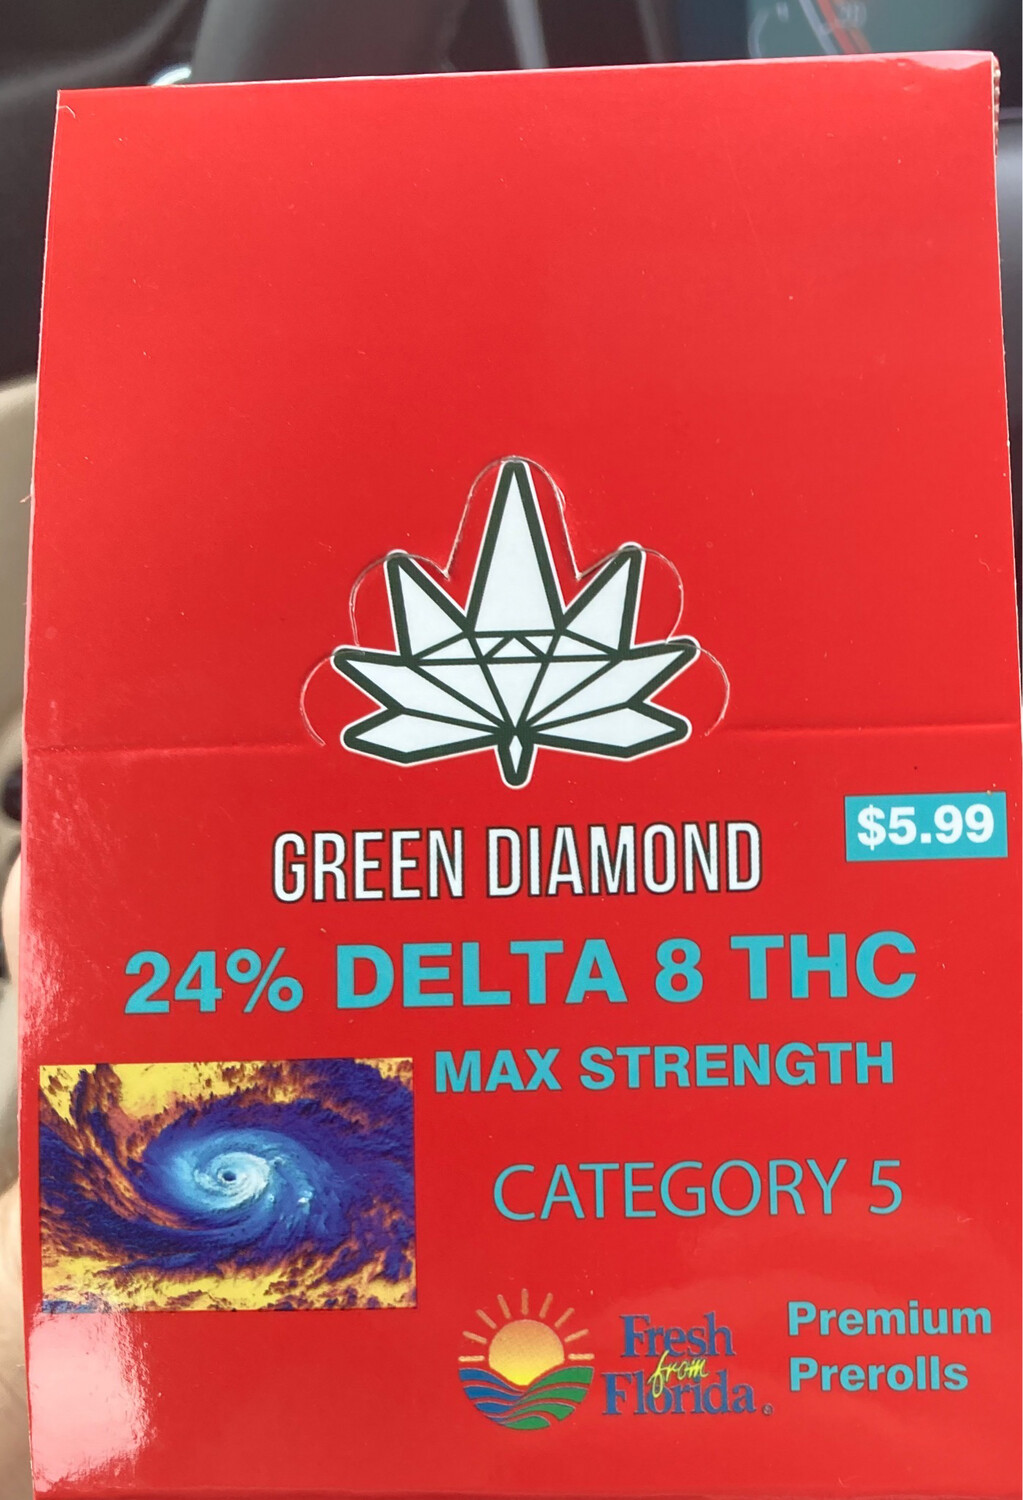 $5.99
GREEN DIAMOND
24% DELTA 8 THC
MAX STRENGTH
CATEGORY 5
Fresh
from
Florida®
Premium
Prerolls